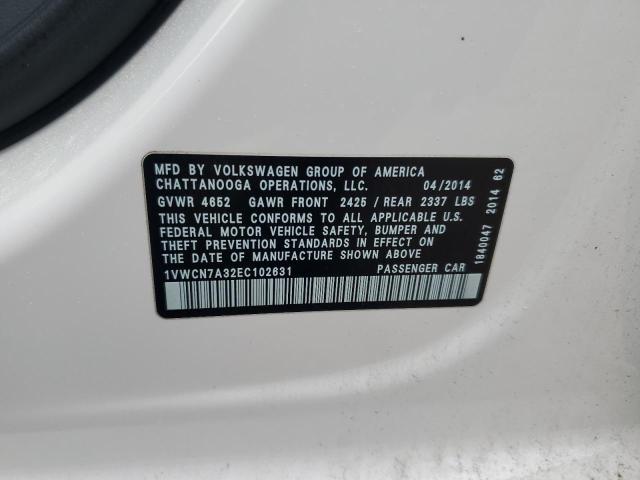 MFD BY VOLKSWAGEN GROUP OF AMERICA
CHATTANOOGA OPERATIONS, LLC. 04/2014
GVWR 4652 GAWR FRONT 2425 / REAR 2337 LBS
THIS VEHICLE CONFORMS TO ALL APPLICABLE U.S.
FEDERAL MOTOR VEHICLE SAFETY, BUMPER AND
THEFT PREVENTION STANDARDS IN EFFECT ON
THE DATE OF MANUFACTURE SHOWN ABOVE
1VWCN7A32EC102631 PASSENGER CAR
1840047 2014 62